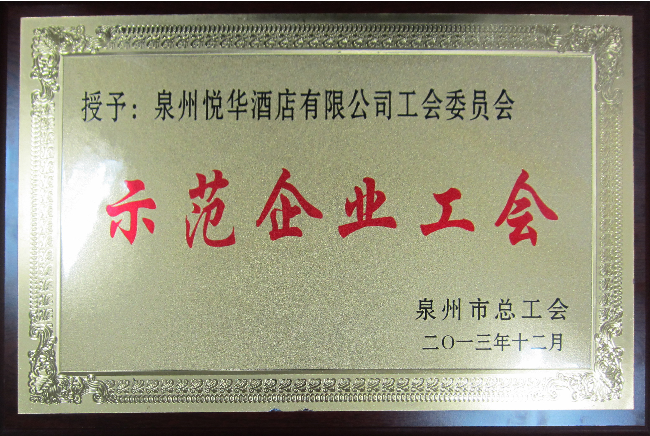 授予：泉州悦华酒店有限公司工会委员会
示范企业工会
泉州市总工会
二〇一三年十二月